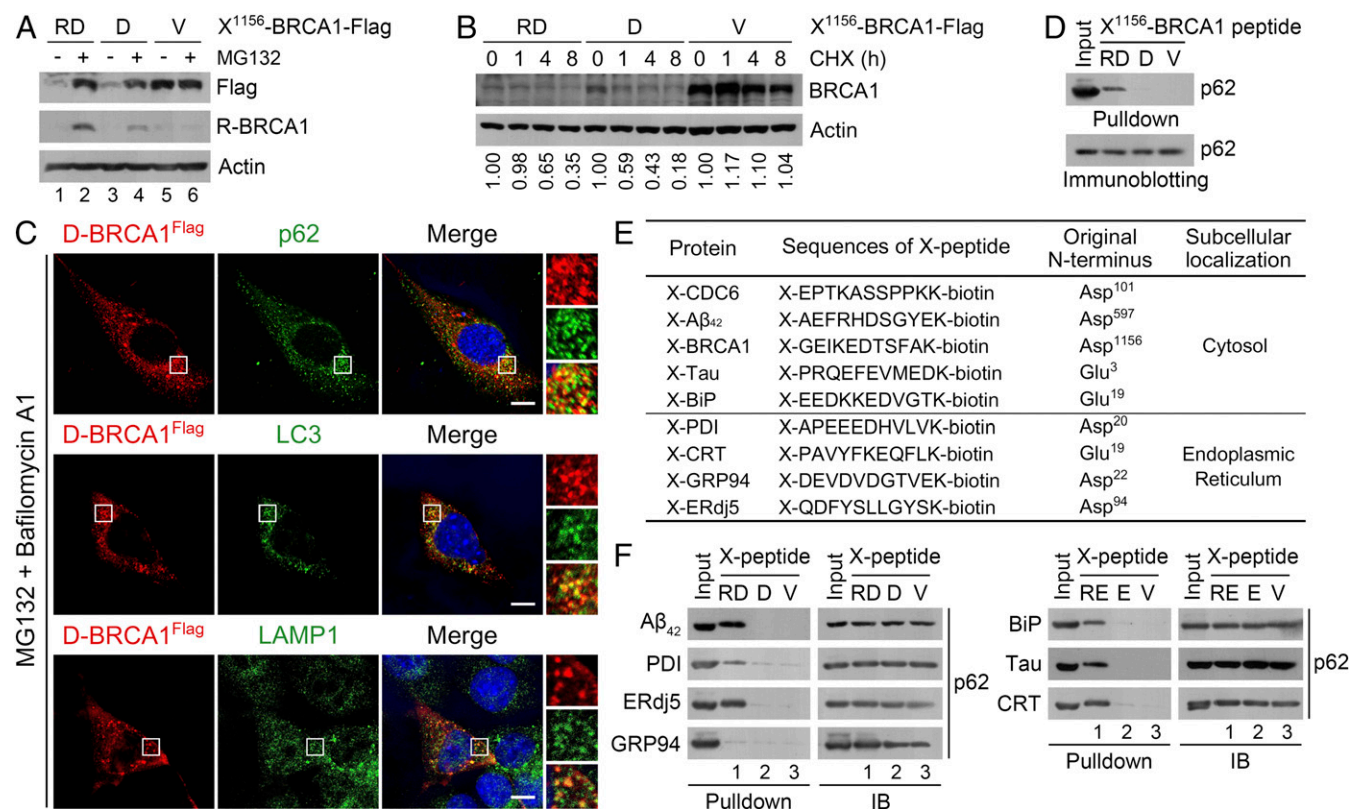 A
RD D V X¹¹⁵⁶-BRCA1-Flag
- + - + - + MG132
Flag
R-BRCA1
Actin
1 2 3 4 5 6
B
RD D V X¹¹⁵⁶-BRCA1-Flag
0 1 4 8 0 1 4 8 0 1 4 8 CHX (h)
BRCA1
Actin
1.00 0.98 0.65 0.35 1.00 0.59 0.43 0.18 1.00 1.17 1.10 1.04
C
MG132 + Bafilomycin A1
D-BRCA1ᶠˡᵃᵍ p62 Merge
D-BRCA1ᶠˡᵃᵍ LC3 Merge
D-BRCA1ᶠˡᵃᵍ LAMP1 Merge
D
Input X¹¹⁵⁶-BRCA1 peptide
RD D V
p62
Pulldown
p62
Immunoblotting
E
Protein Sequences of X-peptide Original N-terminus Subcellular localization
X-CDC6 X-EPTKASSPPKK-biotin Asp¹⁰¹
X-Aβ₄₂ X-AEFRHDSGYEK-biotin Asp⁵⁹⁷
X-BRCA1 X-GEIKEDTSFAK-biotin Asp¹¹⁵⁶ Cytosol
X-Tau X-PRQEFEVMEDK-biotin Glu³
X-BiP X-EEDKKEDVGTK-biotin Glu¹⁹
X-PDI X-APEEEDHVLVK-biotin Asp²⁰
X-CRT X-PAVYFKEQFLK-biotin Glu¹⁹ Endoplasmic
X-GRP94 X-DEVDVDGTVEK-biotin Asp²² Reticulum
X-ERdj5 X-QDFYSLLGYSK-biotin Asp⁹⁴
F
Input X-peptide Input X-peptide
RD D V RD D V
Aβ₄₂
PDI
ERdj5
GRP94
p62
1 2 3 1 2 3
Pulldown IB
Input X-peptide Input X-peptide
RE E V RE E V
BiP
Tau
CRT
p62
1 2 3 1 2 3
Pulldown IB